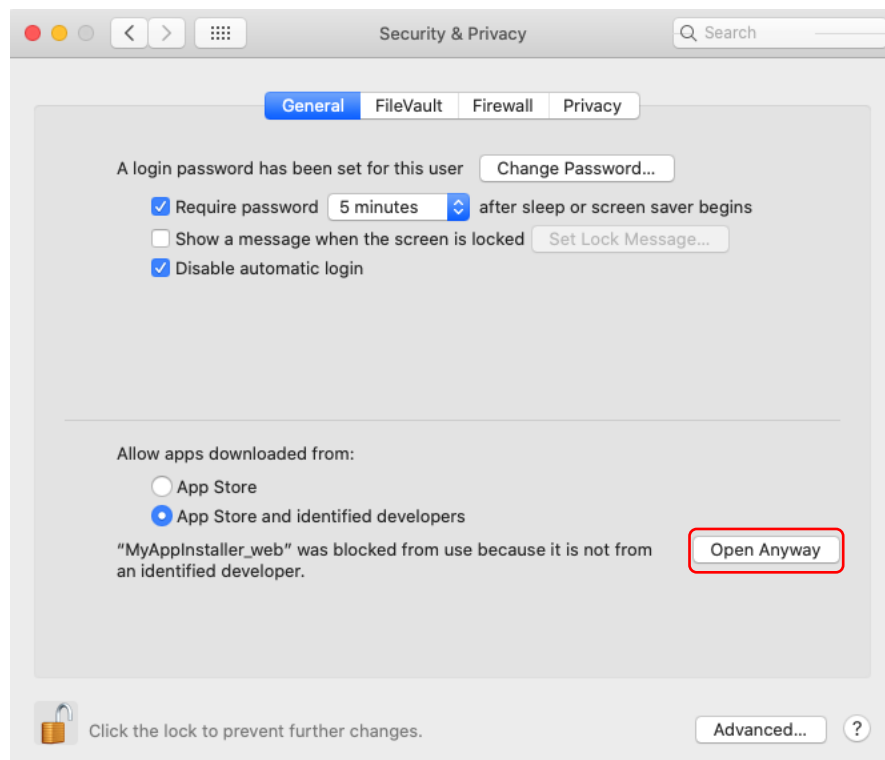 Security & Privacy
Search
General FileVault Firewall Privacy
A login password has been set for this user Change Password...
Require password 5 minutes after sleep or screen saver begins
Show a message when the screen is locked Set Lock Message...
Disable automatic login
Allow apps downloaded from:
App Store
App Store and identified developers
“MyAppInstaller_web” was blocked from use because it is not from Open Anyway
an identified developer.
Click the lock to prevent further changes. Advanced... ?